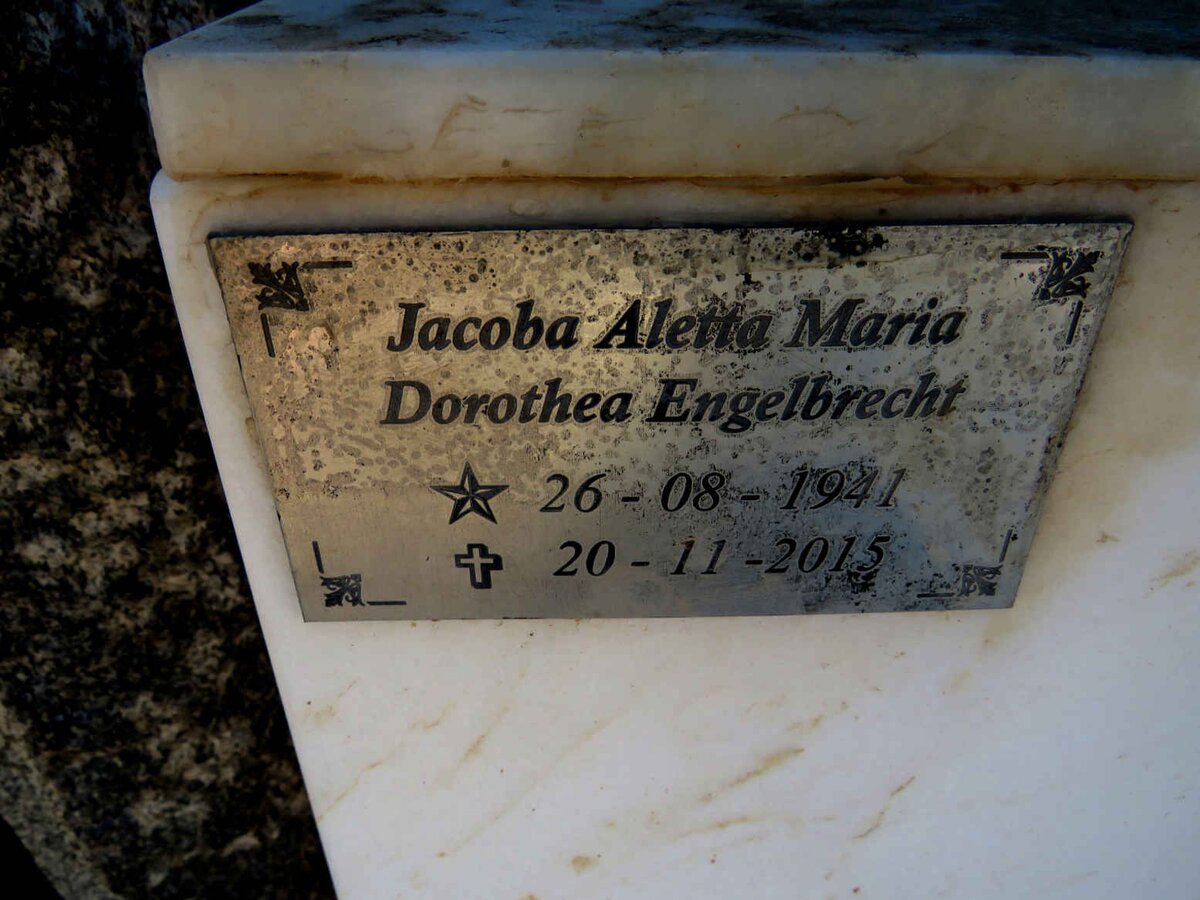 Jacoba Aletta Maria
Dorothea Engelbrecht
26 - 08 - 1941
20 - 11 -2015